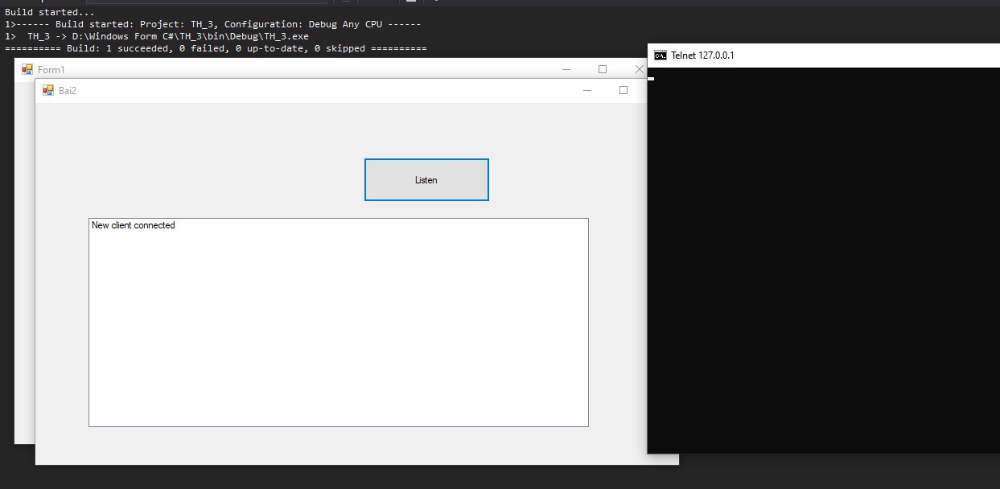 Build started...
1>------ Build started: Project: TH_3, Configuration: Debug Any CPU ------
1>  TH_3 -> D:\Windows Form C#\TH_3\bin\Debug\TH_3.exe
========== Build: 1 succeeded, 0 failed, 0 up-to-date, 0 skipped ==========
Telnet 127.0.0.1
Form1
Bai2
Listen
New client connected